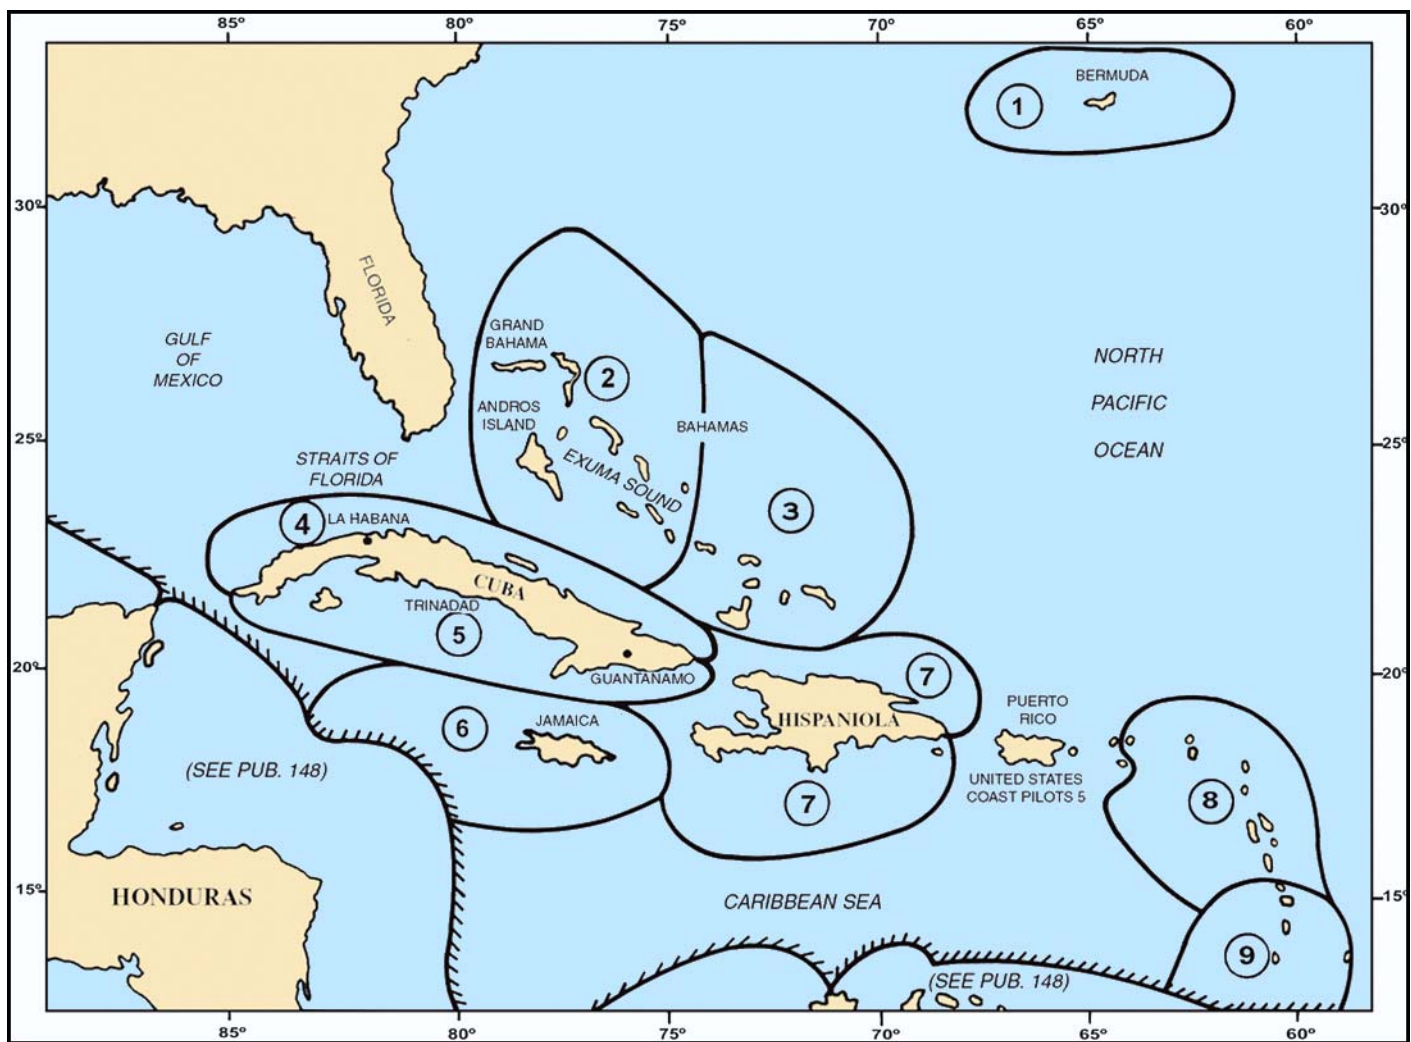 85° 80° 75° 70° 65° 60°
BERMUDA
1
30° 30°
FLORIDA
GULF
OF
MEXICO
GRAND
BAHAMA
2
NORTH
PACIFIC
OCEAN
ANDROS
ISLAND
BAHAMAS
25° 25°
STRAITS OF
FLORIDA
EXUMA SOUND
3
4
LA HABANA
CUBA
TRINADAD
5
20° 20°
GUANTANAMO
7
6
JAMAICA
HISPANIOLA
PUERTO
RICO
(SEE PUB. 148)
UNITED STATES
COAST PILOTS 5
7
8
15° 15°
HONDURAS
CARIBBEAN SEA
9
(SEE PUB. 148)
85° 80° 75° 70° 65° 60°